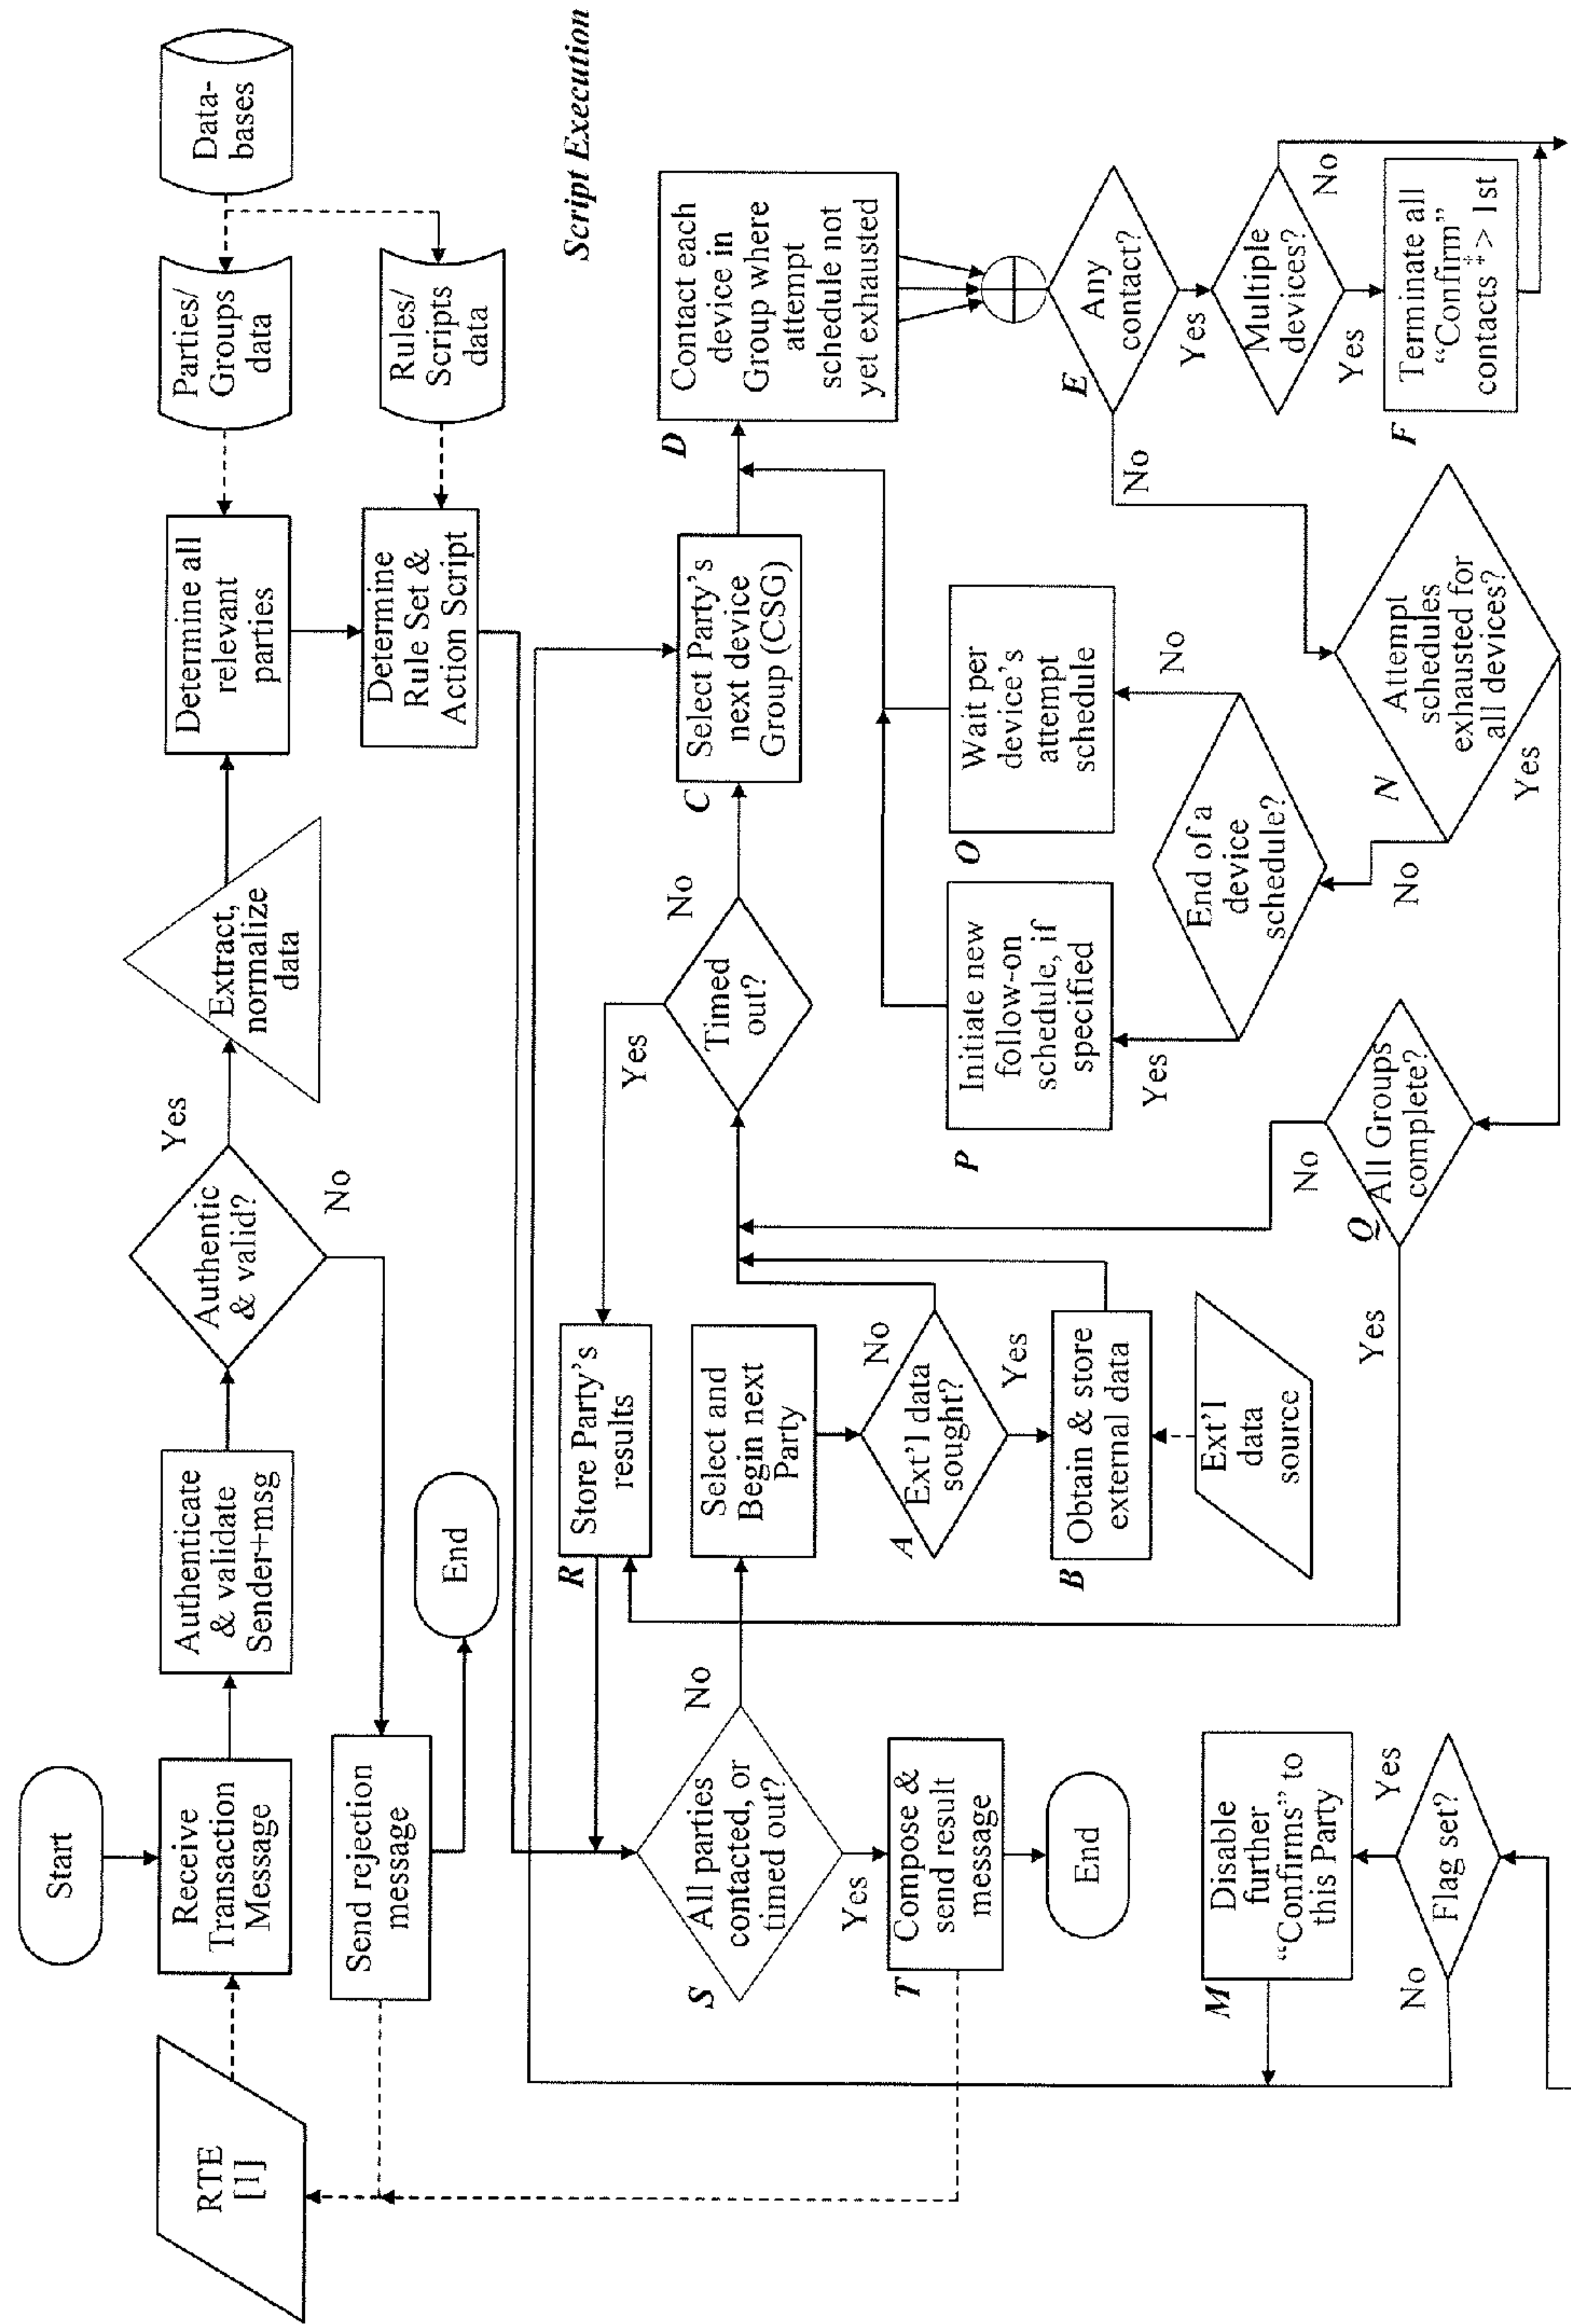 Start
RTE
[1]
Receive
Transaction
Message
Authenticate
& validate
Sender+msg
Authentic
& valid?
Yes
No
Extract,
normalize
data
Determine all
relevant
parties
Parties/
Groups
data
Data-
bases
Send rejection
message
End
Determine
Rule Set &
Action Script
Rules/
Scripts
data
Script Execution
R
Store Party's
results
Yes
S
All parties
contacted, or
timed out?
No
Yes
Select and
Begin next
Party
Timed
out?
No
C
Select Party's
next device
Group (CSG)
D
Contact each
device in
Group where
attempt
schedule not
yet exhausted
T
Compose &
send result
message
End
A
Ext'l data
sought?
No
Yes
B
Obtain & store
external data
Ext'l
data
source
P
Initiate new
follow-on
schedule, if
specified
O
Wait per
device's
attempt
schedule
Yes
End of a
device
schedule?
No
E
Any
contact?
No
Yes
Multiple
devices?
No
Yes
F
Terminate all
“Confirm”
contacts > 1st
M
Disable
further
“Confirms” to
this Party
Yes
Flag set?
No
Q
All Groups
complete?
No
Yes
N
Attempt
schedules
exhausted for
all devices?
No
Yes